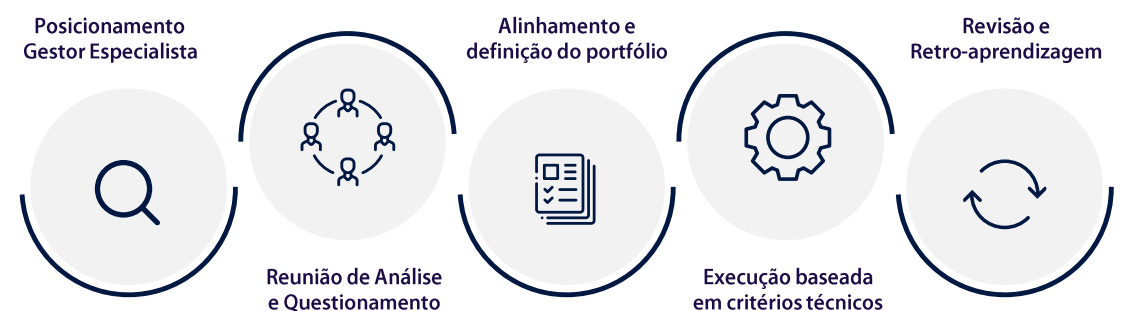 Posicionamento
Gestor Especialista
Reunião de Análise
e Questionamento
Alinhamento e
definição do portfólio
Execução baseada
em critérios técnicos
Revisão e
Retro-aprendizagem